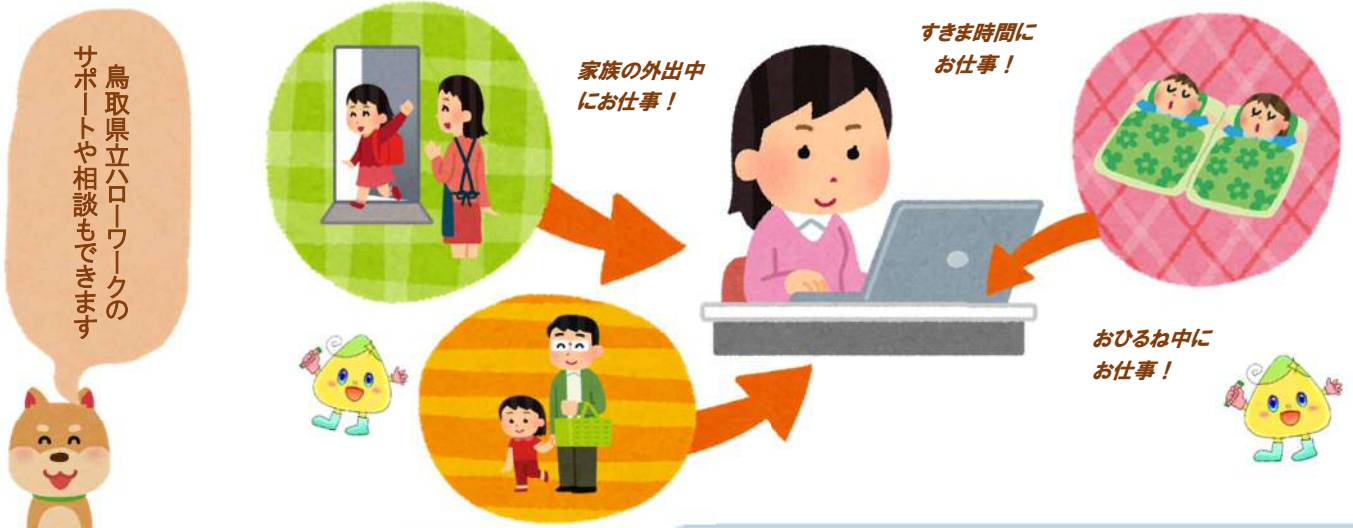 鳥取県立ハローワークの
サポートや相談もできます
家族の外出中
にお仕事！
すきま時間に
お仕事！
おひるね中に
お仕事！